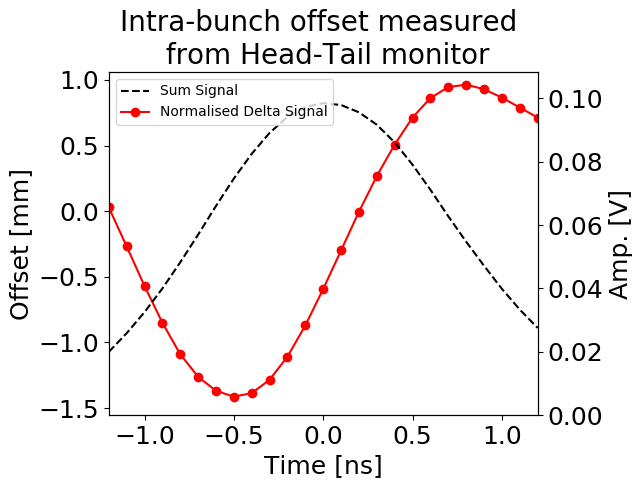 Intra-bunch offset measured
from Head-Tail monitor
Sum Signal
Normalised Delta Signal
1.0
0.5
0.0
−0.5
−1.0
−1.5
Offset [mm]
0.10
0.08
0.06
0.04
0.02
0.00
Amp. [V]
−1.0 −0.5 0.0 0.5 1.0
Time [ns]